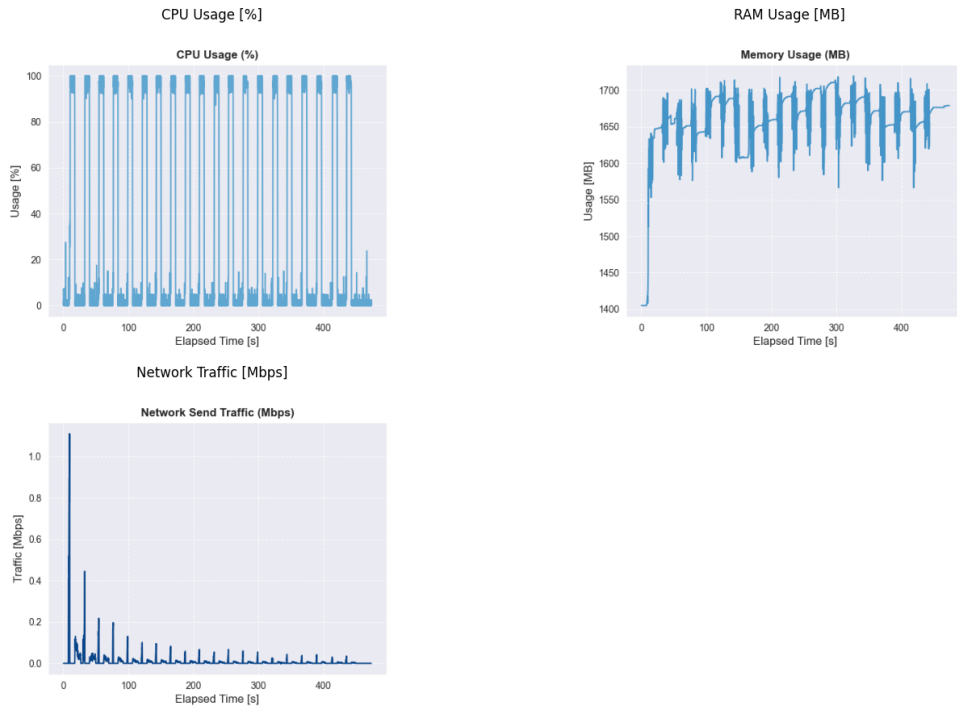 CPU Usage [%]
CPU Usage (%)
100
80
60
40
20
0
Usage [%]
0 100 200 300 400
Elapsed Time [s]
RAM Usage [MB]
Memory Usage (MB)
1700
1650
1600
1550
1500
1450
1400
Usage [MB]
0 100 200 300 400
Elapsed Time [s]
Network Traffic [Mbps]
Network Send Traffic (Mbps)
1.0
0.8
0.6
0.4
0.2
0.0
Traffic [Mbps]
0 100 200 300 400
Elapsed Time [s]